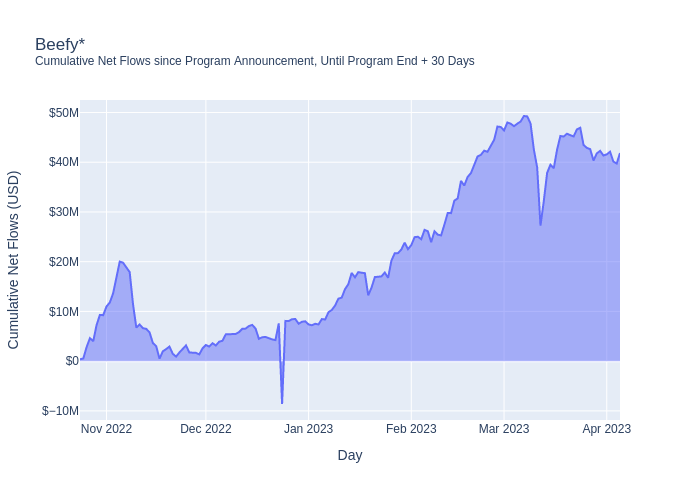 Beefy*
Cumulative Net Flows since Program Announcement, Until Program End + 30 Days
Cumulative Net Flows (USD)
$50M
$40M
$30M
$20M
$10M
$0
$−10M
Nov 2022 Dec 2022 Jan 2023 Feb 2023 Mar 2023 Apr 2023
Day